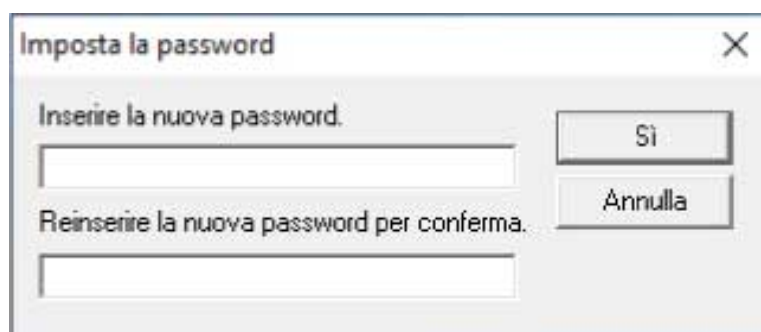 Imposta la password
Inserire la nuova password.
Sì
Annulla
Reinserire la nuova password per conferma.